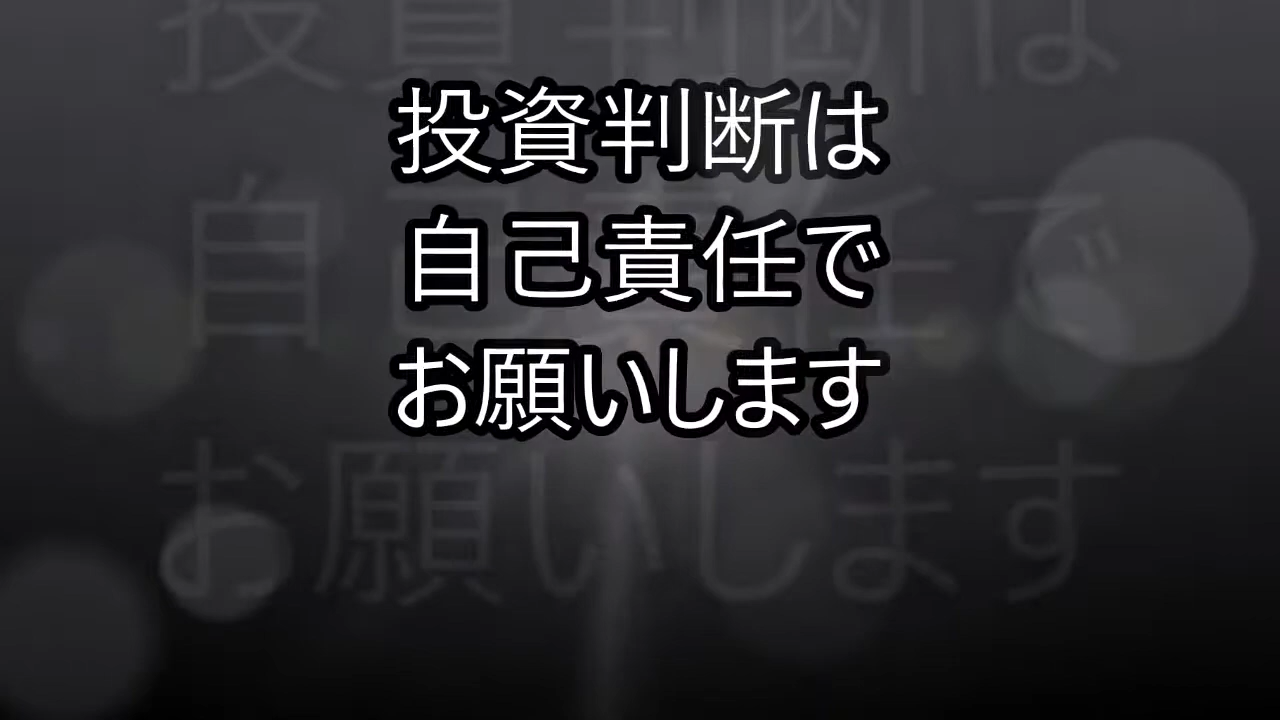 投資判断は
自己責任で
お願いします